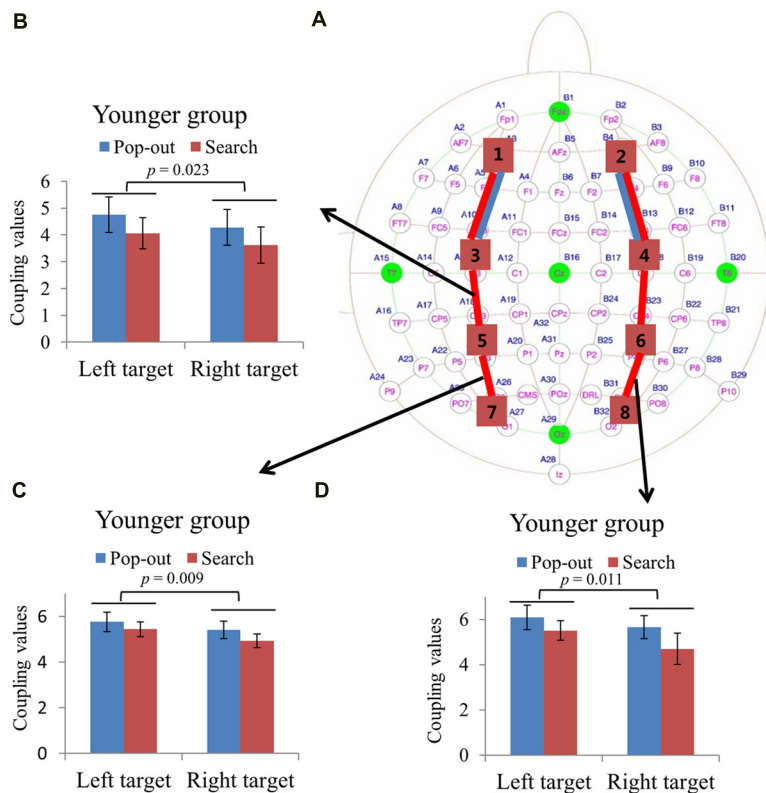 B
A
Younger group
Pop-out Search
p = 0.023
Coupling values
6
5
4
3
2
1
0
Left target Right target
A1 B1 B2
Fp1 Fpz Fp2
A2 B3
AF7 B5 B4 AF8
AFz
1 2
A7 A6 A4 B6 B7 B10
F7 F5 F1 Fz F2 F6 F8
A8 A9 A10 A11 B15 B14 B13 B12 B11
FT7 FC5 FC1 FCz FC2 FC6 FT8
3 4
A15 A14 A12 B16 B17 B19 B20
T7 C1 Cz C2 C6 T8
A16 A17 A18 A19 A32 B24 B23 B22 B21
TP7 CP5 CP1 CPz CP2 CP6 TP8
5 6
A24 A23 A22 A20 A31 B25 B27 B28 B29
P9 P7 P5 P1 Pz P2 P6 P8 P10
A26 A30 B31 B30
PO7 CMS POz DRL PO8
7 8
A27 A29 B32
O1 Oz O2
A28
Iz
C
Younger group
Pop-out Search
p = 0.009
Coupling values
6
4
2
0
Left target Right target
D
Younger group
Pop-out Search
p = 0.011
Coupling values
6
4
2
0
Left target Right target